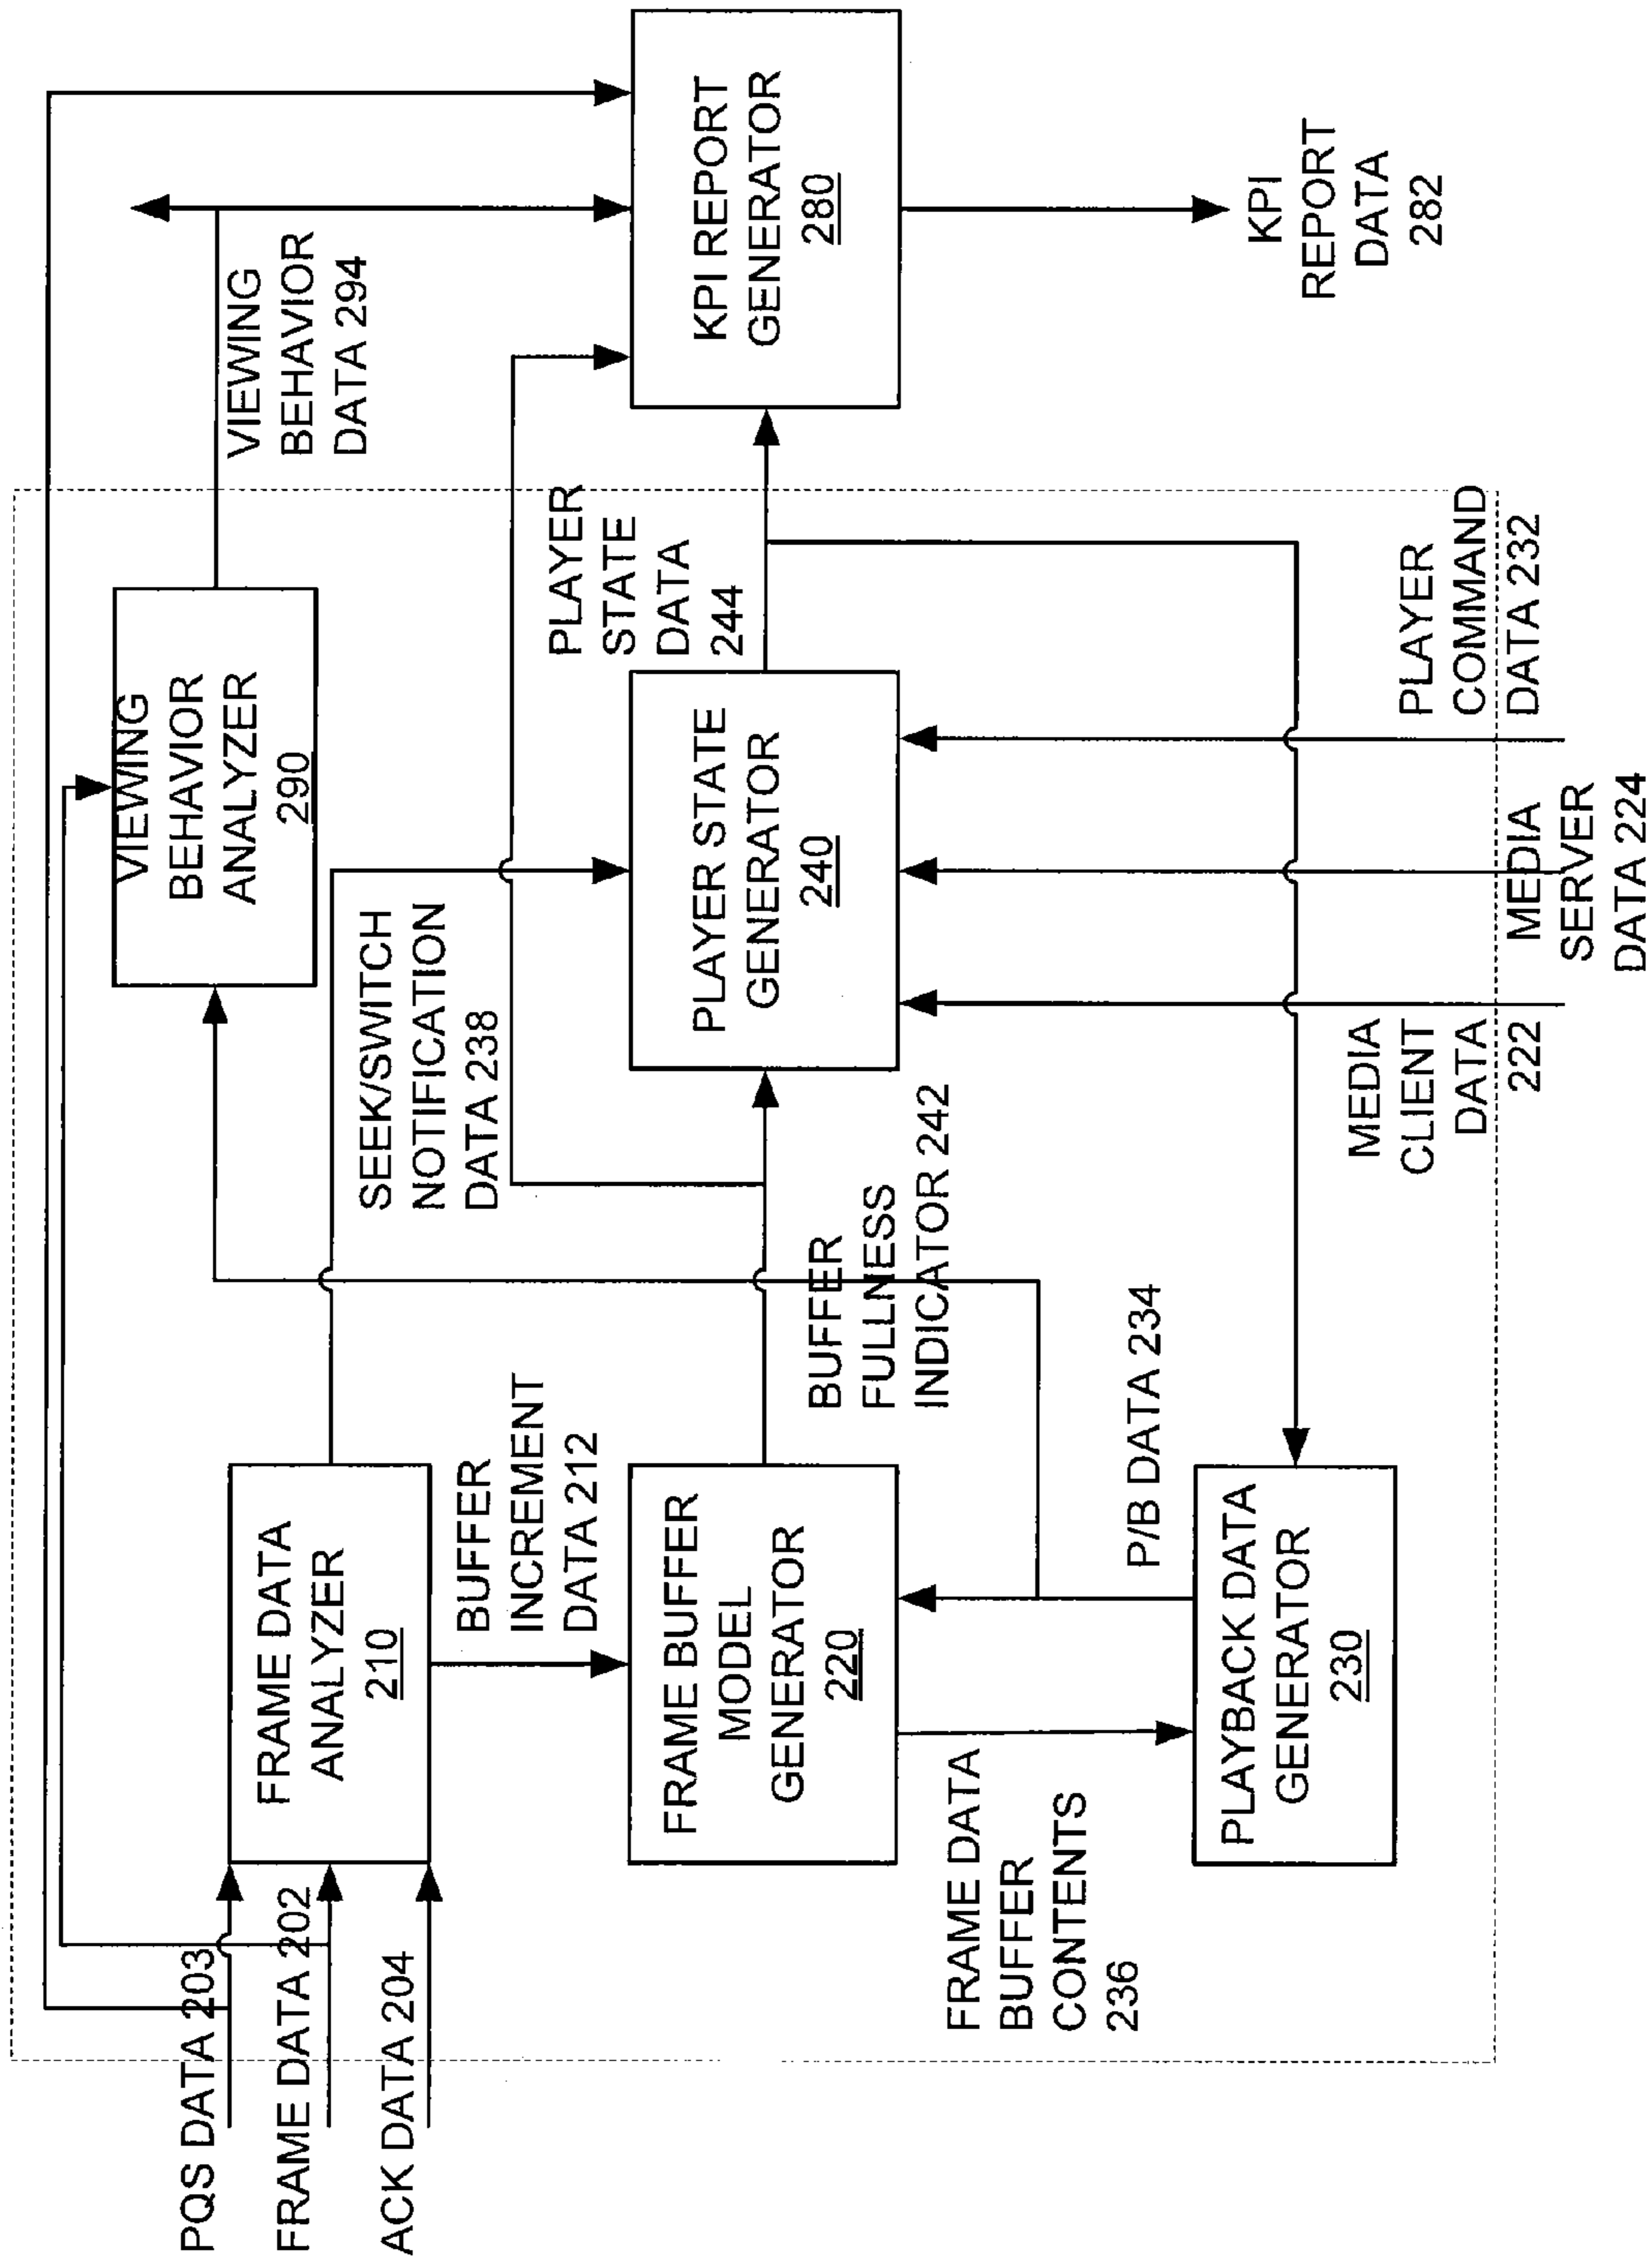 PQS DATA 203
FRAME DATA 202
ACK DATA 204
FRAME DATA
ANALYZER
210
BUFFER
INCREMENT
DATA 212
FRAME BUFFER
MODEL
GENERATOR
220
FRAME DATA
BUFFER
CONTENTS
236
P/B DATA 234
PLAYBACK DATA
GENERATOR
230
SEEK/SWITCH
NOTIFICATION
DATA 238
BUFFER
FULLNESS
INDICATOR 242
VIEWING
BEHAVIOR
ANALYZER
290
PLAYER STATE
GENERATOR
240
MEDIA
CLIENT
DATA
222
MEDIA
SERVER
DATA 224
PLAYER
COMMAND
DATA 232
PLAYER
STATE
DATA
244
VIEWING
BEHAVIOR
DATA 294
KPI REPORT
GENERATOR
280
KPI
REPORT
DATA
282